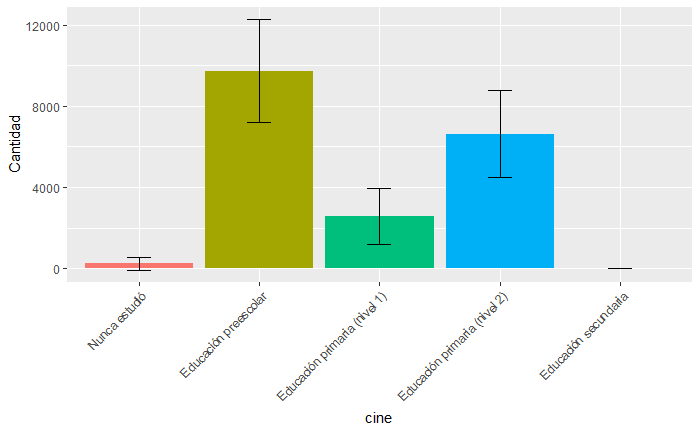 12000
8000
4000
0
Cantidad
Nunca estudió
Educación preescolar
Educación primaria (nivel 1)
Educación primaria (nivel 2)
Educación secundaria
cine